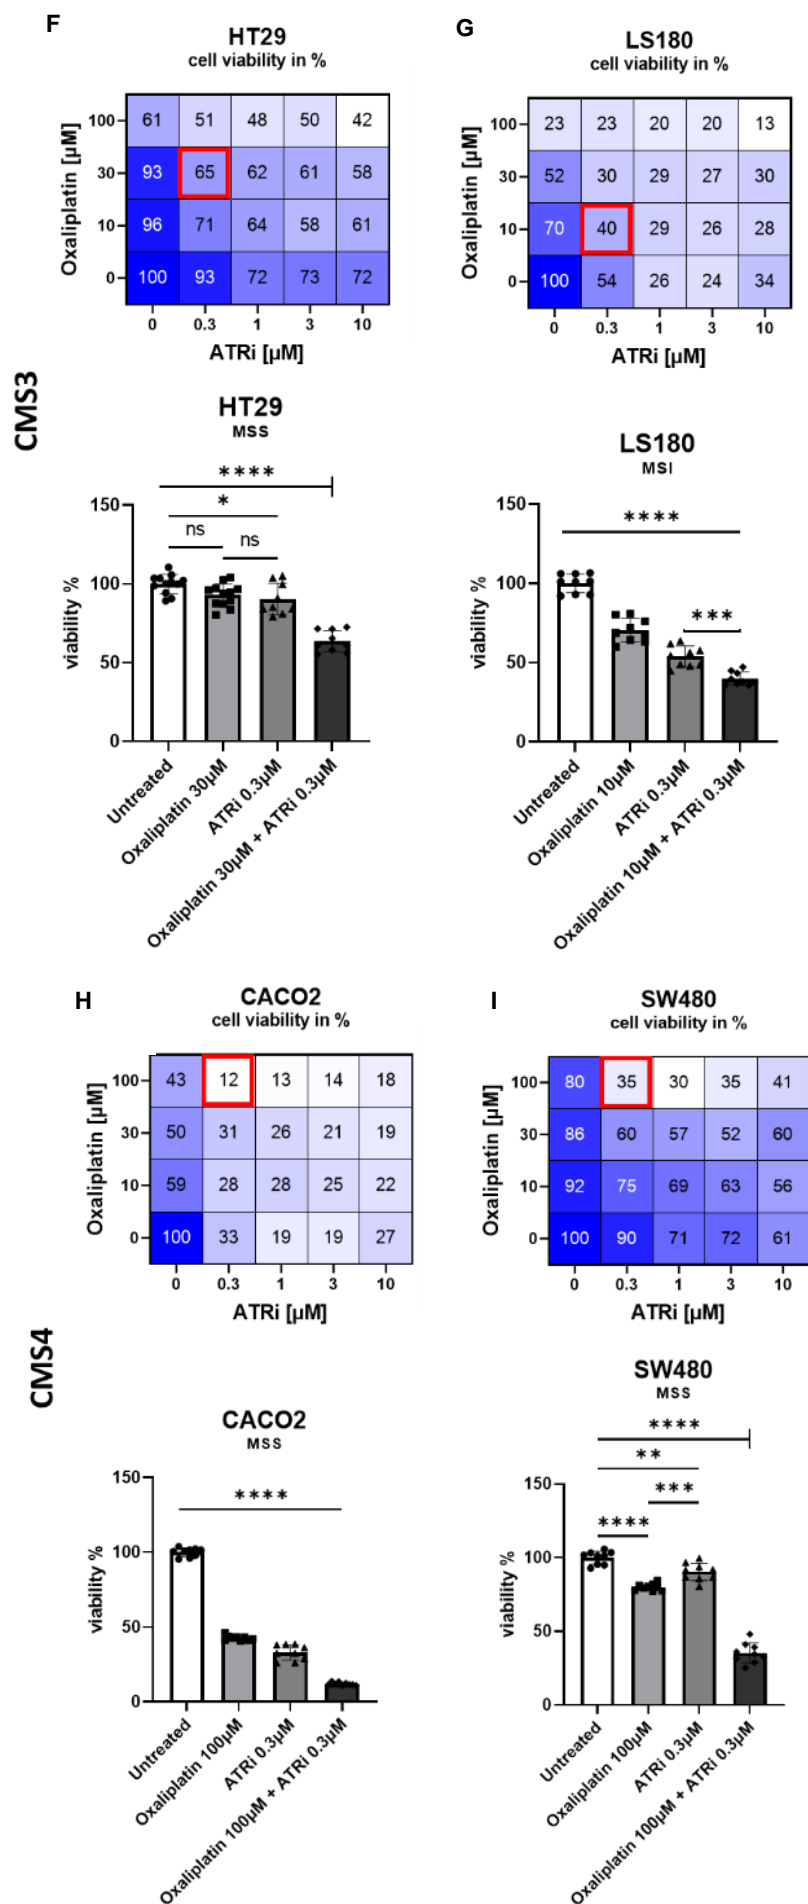 F
HT29
cell viability in %
Oxaliplatin [µM]
100 61 51 48 50 42
30 93 65 62 61 58
10 96 71 64 58 61
0 100 93 72 73 72
0 0.3 1 3 10
ATRi [µM]
G
LS180
cell viability in %
Oxaliplatin [µM]
100 23 23 20 20 13
30 52 30 29 27 30
10 70 40 29 26 28
0 100 54 26 24 34
0 0.3 1 3 10
ATRi [µM]
CMS3
HT29
MSS
****
*
ns ns
viability %
150
100
50
0
Untreated
Oxaliplatin 30µM
ATRi 0.3µM
Oxaliplatin 30µM + ATRi 0.3µM
LS180
MSI
****
***
viability %
150
100
50
0
Untreated
Oxaliplatin 10µM
ATRi 0.3µM
Oxaliplatin 10µM + ATRi 0.3µM
H
CACO2
cell viability in %
Oxaliplatin [µM]
100 43 12 13 14 18
30 50 31 26 21 19
10 59 28 28 25 22
0 100 33 19 19 27
0 0.3 1 3 10
ATRi [µM]
I
SW480
cell viability in %
Oxaliplatin [µM]
100 80 35 30 35 41
30 86 60 57 52 60
10 92 75 69 63 56
0 100 90 71 72 61
0 0.3 1 3 10
ATRi [µM]
CMS4
CACO2
MSS
****
viability %
150
100
50
0
Untreated
Oxaliplatin 100µM
ATRi 0.3µM
Oxaliplatin 100µM + ATRi 0.3µM
SW480
MSS
****
**
***
****
viability %
150
100
50
0
Untreated
Oxaliplatin 100µM
ATRi 0.3µM
Oxaliplatin 100µM + ATRi 0.3µM